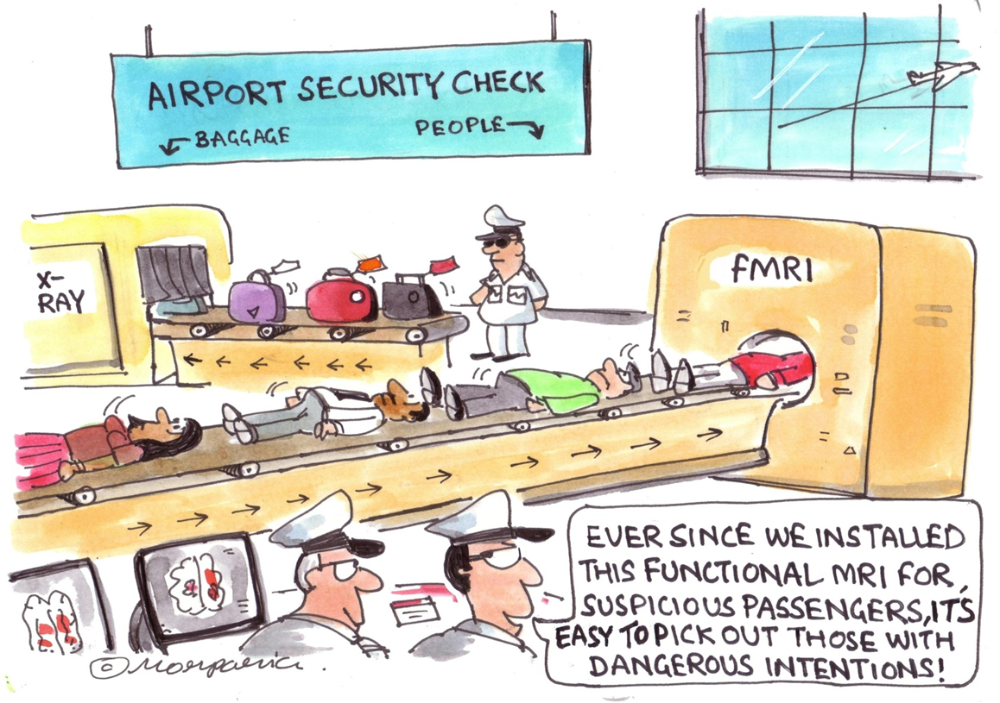 AIRPORT SECURITY CHECK
BAGGAGE
PEOPLE
X-
RAY
fMRI
EVER SINCE WE INSTALLED
THIS FUNCTIONAL MRI FOR
SUSPICIOUS PASSENGERS, IT'S
EASY TO PICK OUT THOSE WITH
DANGEROUS INTENTIONS!
© Morparia.